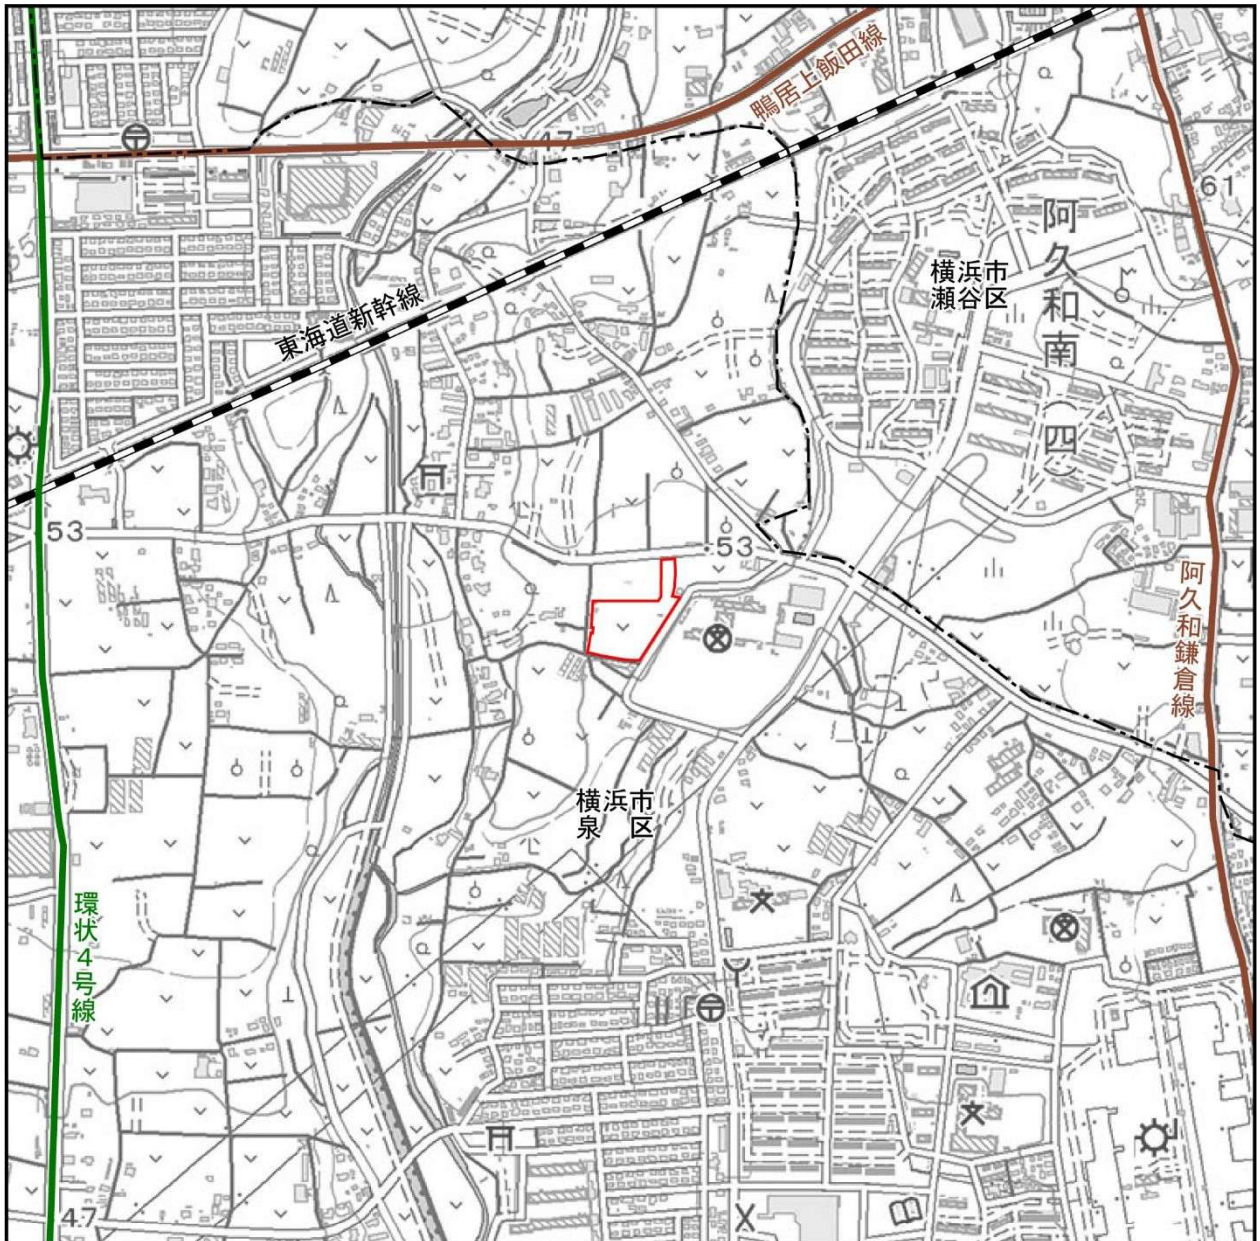 鴨居上飯田線
47
61
阿久和南(四)
横浜市
瀬谷区
東海道新幹線
53
53
阿久和鎌倉線
横浜市
泉区
環状4号線
47